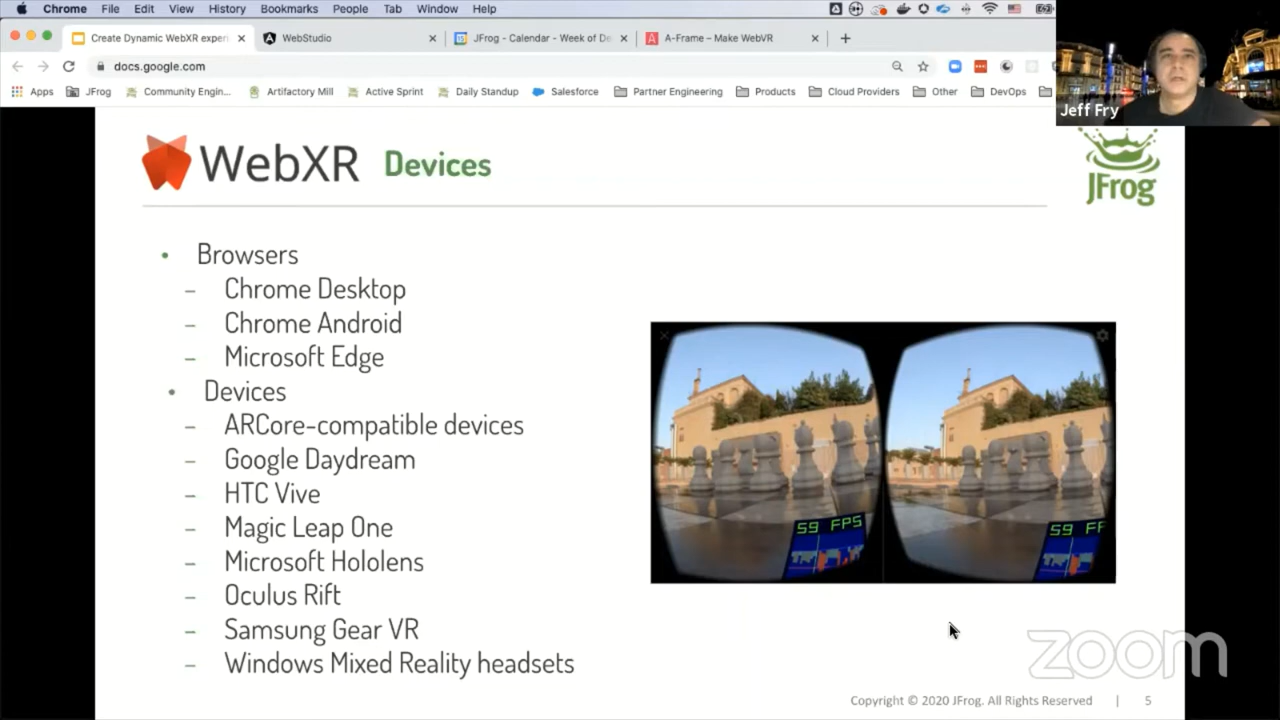 Chrome File Edit View History Bookmarks People Tab Window Help
Create Dynamic WebXR experi
WebStudio
JFrog - Calendar - Week of De
A-Frame – Make WebVR
docs.google.com
Apps JFrog Community Engin... Artifactory Mill Active Sprint Daily Standup Salesforce Partner Engineering Products Cloud Providers Other DevOps
Jeff Fry
WebXR Devices
JFrog
• Browsers
– Chrome Desktop
– Chrome Android
– Microsoft Edge
• Devices
– ARCore-compatible devices
– Google Daydream
– HTC Vive
– Magic Leap One
– Microsoft Hololens
– Oculus Rift
– Samsung Gear VR
– Windows Mixed Reality headsets
59 FPS
59 FP
zoom
Copyright © 2020 JFrog. All Rights Reserved | 5